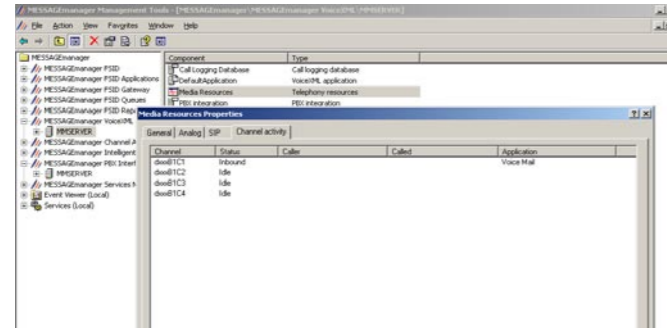 MESSAGEmanager Management Tools - [MESSAGEmanager\MESSAGEmanager VoiceXML\MMSERVER]
File Action View Favorites Window Help
MESSAGEmanager
MESSAGEmanager FSID
MESSAGEmanager FSID Applications
MESSAGEmanager FSID Gateway
MESSAGEmanager FSID Queues
MESSAGEmanager FSID Repo
MESSAGEmanager VoiceXML
MMSERVER
MESSAGEmanager Channel A
MESSAGEmanager Intelligent
MESSAGEmanager PBX Interf
MMSERVER
MESSAGEmanager Services M
Event Viewer (Local)
Services (Local)
Component Type
Call Logging Database Call logging database
DefaultApplication VoiceXML application
Media Resources Telephony resources
PBX integration PBX integration
Media Resources Properties
General Analog SIP Channel activity
Channel Status Caller Called Application
dxxxB1C1 Inbound Voice Mail
dxxxB1C2 Idle
dxxxB1C3 Idle
dxxxB1C4 Idle